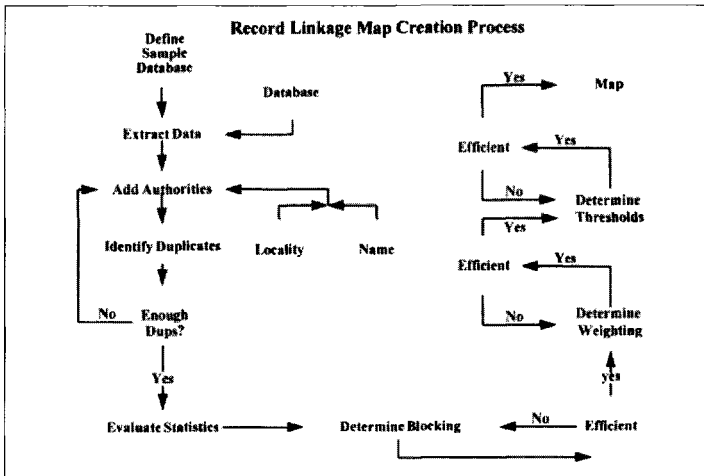 Record Linkage Map Creation Process
Define
Sample
Database
Database
Extract Data
Add Authorities
Locality
Name
Identify Duplicates
No
Enough
Dups?
Yes
Evaluate Statistics
Determine Blocking
No
Efficient
yes
Determine
Weighting
No
Yes
Efficient
Yes
Determine
Thresholds
No
Yes
Efficient
Yes
Map